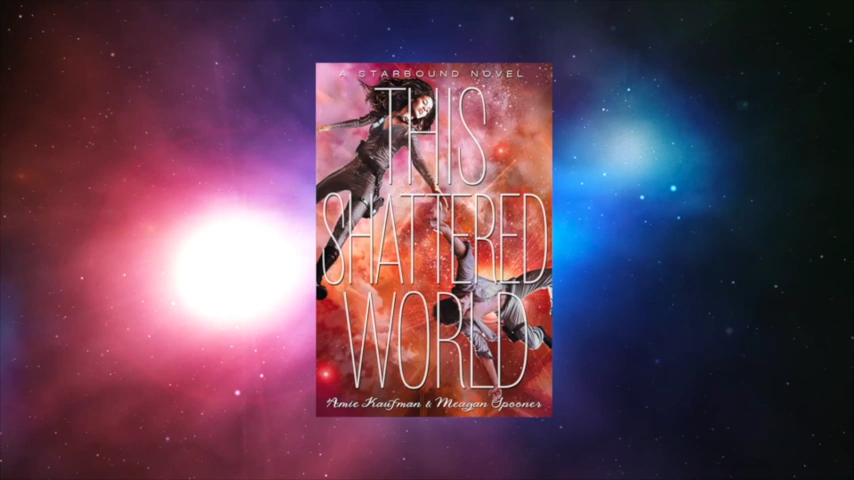 A STARBOUND NOVEL
THIS
SHATTERED
WORLD
Amie Kaufman & Meagan Spooner